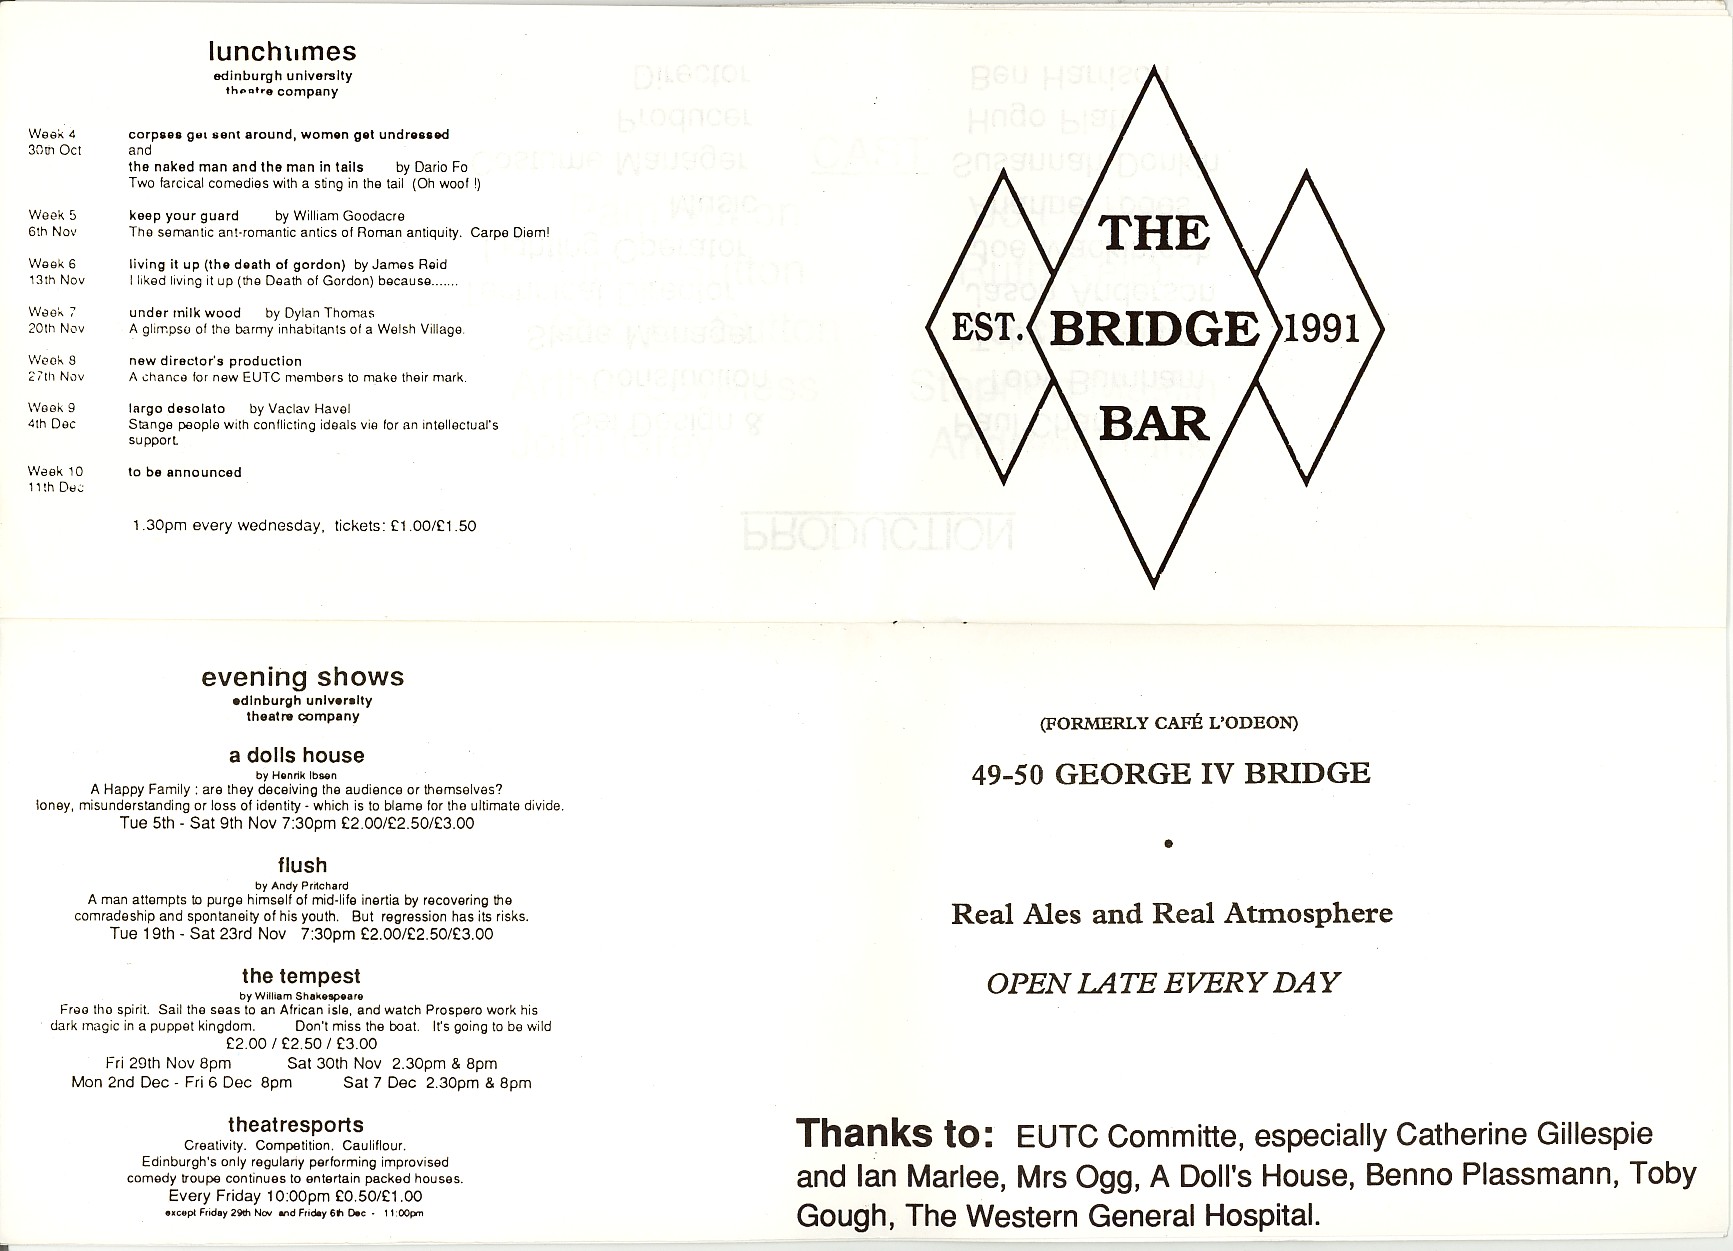 lunchtimes
edinburgh university
theatre company
Week 4
30th Oct
corpses get sent around, women get undressed
and
the naked man and the man in tails by Dario Fo
Two farcical comedies with a sting in the tail (Oh woof !)
Week 5
6th Nov
keep your guard by William Goodacre
The semantic ant-romantic antics of Roman antiquity. Carpe Diem!
Week 6
13th Nov
living it up (the death of gordon) by James Reid
I liked living it up (the Death of Gordon) because.......
Week 7
20th Nov
under milk wood by Dylan Thomas
A glimpse of the barmy inhabitants of a Welsh Village.
Week 8
27th Nov
new director's production
A chance for new EUTC members to make their mark.
Week 9
4th Dec
largo desolato by Vaclav Havel
Stange people with conflicting ideals vie for an intellectual's
support.
Week 10
11th Dec
to be announced
1.30pm every wednesday, tickets: £1.00/£1.50
THE
EST. BRIDGE 1991
BAR
evening shows
edinburgh university
theatre company
a dolls house
by Henrik Ibsen
A Happy Family : are they deceiving the audience or themselves?
loney, misunderstanding or loss of identity - which is to blame for the ultimate divide.
Tue 5th - Sat 9th Nov 7:30pm £2.00/£2.50/£3.00
flush
by Andy Pritchard
A man attempts to purge himself of mid-life inertia by recovering the
comradeship and spontaneity of his youth. But regression has its risks.
Tue 19th - Sat 23rd Nov 7:30pm £2.00/£2.50/£3.00
the tempest
by William Shakespeare
Free the spirit. Sail the seas to an African isle, and watch Prospero work his
dark magic in a puppet kingdom. Don't miss the boat. It's going to be wild
£2.00 / £2.50 / £3.00
Fri 29th Nov 8pm Sat 30th Nov 2.30pm & 8pm
Mon 2nd Dec - Fri 6 Dec 8pm Sat 7 Dec 2.30pm & 8pm
theatresports
Creativity. Competition. Cauliflour.
Edinburgh's only regularly performing improvised
comedy troupe continues to entertain packed houses.
Every Friday 10:00pm £0.50/£1.00
except Friday 29th Nov and Friday 6th Dec - 11:00pm
(FORMERLY CAFÉ L'ODEON)
49-50 GEORGE IV BRIDGE
•
Real Ales and Real Atmosphere
OPEN LATE EVERY DAY
Thanks to: EUTC Committe, especially Catherine Gillespie
and Ian Marlee, Mrs Ogg, A Doll's House, Benno Plassmann, Toby
Gough, The Western General Hospital.